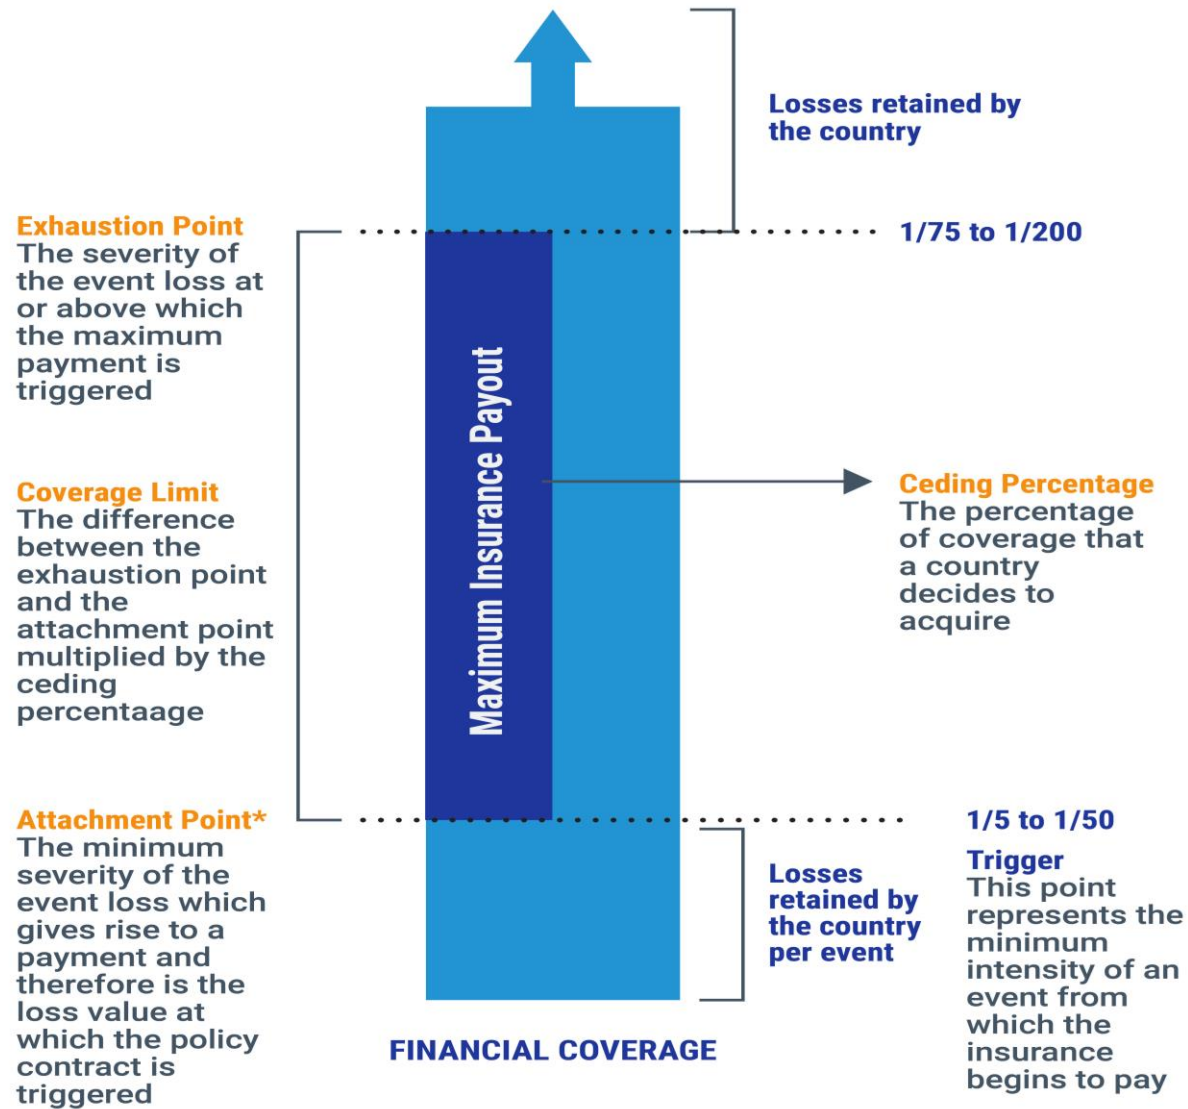 Losses retained by
the country
Exhaustion Point
The severity of
the event loss at
or above which
the maximum
payment is
triggered
1/75 to 1/200
Maximum Insurance Payout
Coverage Limit
The difference
between the
exhaustion point
and the
attachment point
multiplied by the
ceding
percentaage
Ceding Percentage
The percentage
of coverage that
a country
decides to
acquire
Attachment Point*
The minimum
severity of the
event loss which
gives rise to a
payment and
therefore is the
loss value at
which the policy
contract is
triggered
Losses
retained by
the country
per event
1/5 to 1/50
Trigger
This point
represents the
minimum
intensity of an
event from
which the
insurance
begins to pay
FINANCIAL COVERAGE